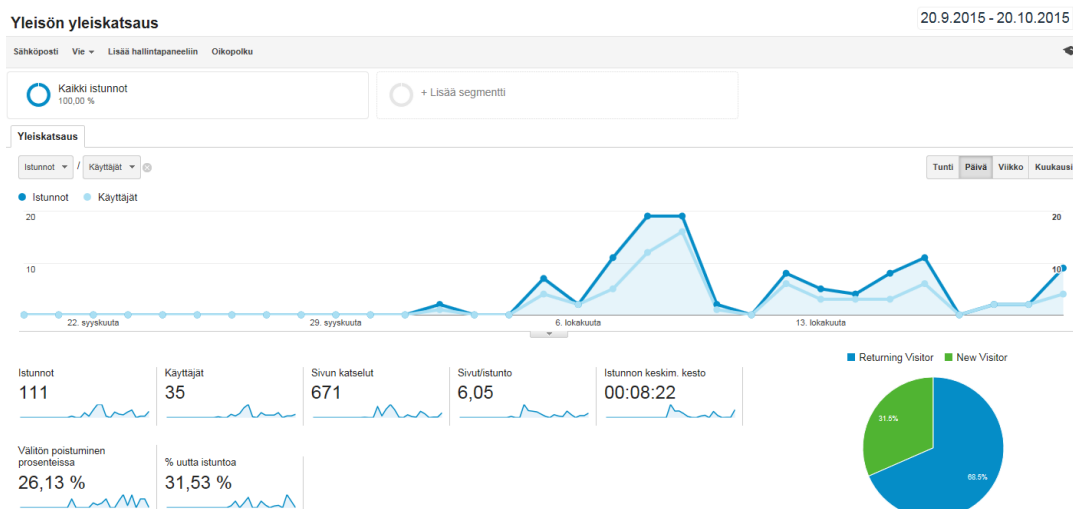 Yleisön yleiskatsaus
20.9.2015 - 20.10.2015
Sähköposti Vie Lisää hallintapaneeliin Oikopolku
Kaikki istunnot
100,00 %
+ Lisää segmentti
Yleiskatsaus
Istunnot / Käyttäjät
Tunti Päivä Viikko Kuukausi
Istunnot Käyttäjät
20 20
10 10
22. syyskuuta 29. syyskuuta 6. lokakuuta 13. lokakuuta
Returning Visitor New Visitor
Istunnot Käyttäjät Sivun katselut Sivut/istunto Istunnon keskim. kesto
111 35 671 6,05 00:08:22
31.5%
68.5%
Välitön poistuminen
prosenteissa
% uutta istuntoa
26,13 % 31,53 %